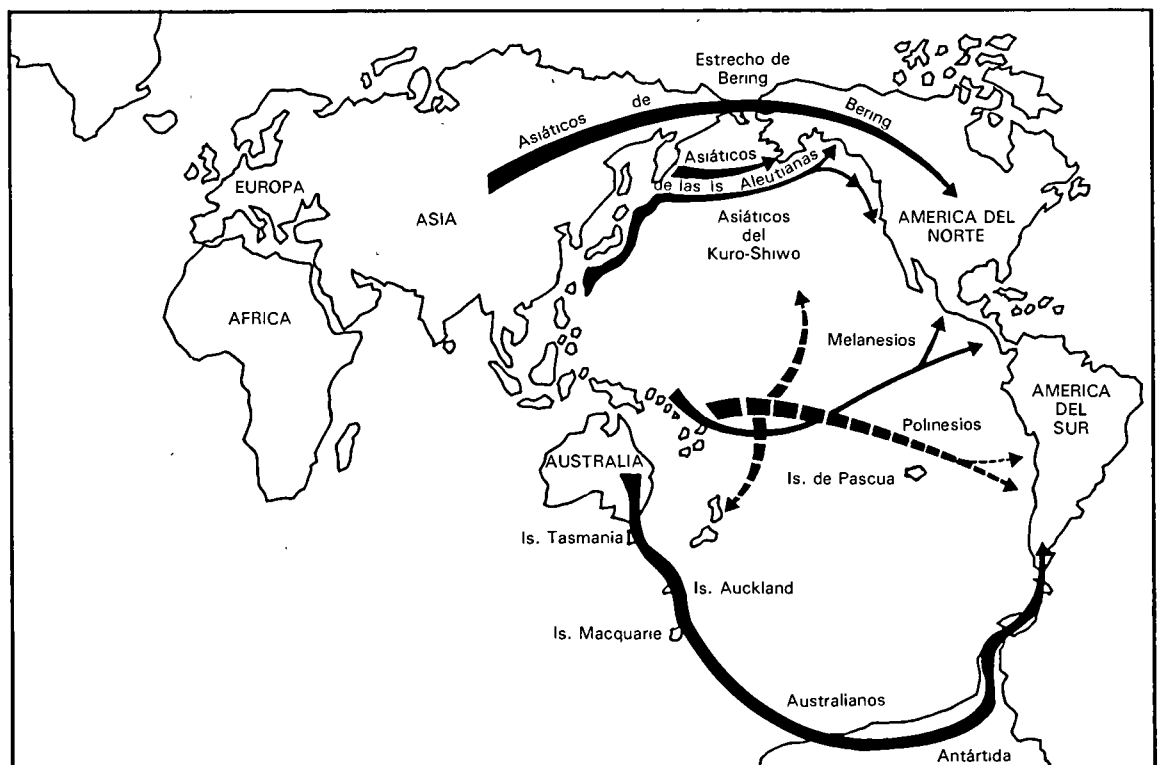 Estrecho de
Bering
Asiáticos de Bering
Asiáticos
de las Is Aleutianas
EUROPA
ASIA
Asiáticos
del
Kuro-Shiwo
AMERICA DEL
NORTE
AFRICA
Melanesios
AMERICA
DEL
SUR
Polinesios
AUSTRALIA
Is. de Pascua
Is. Tasmania
Is. Auckland
Is. Macquarie
Australianos
Antártida